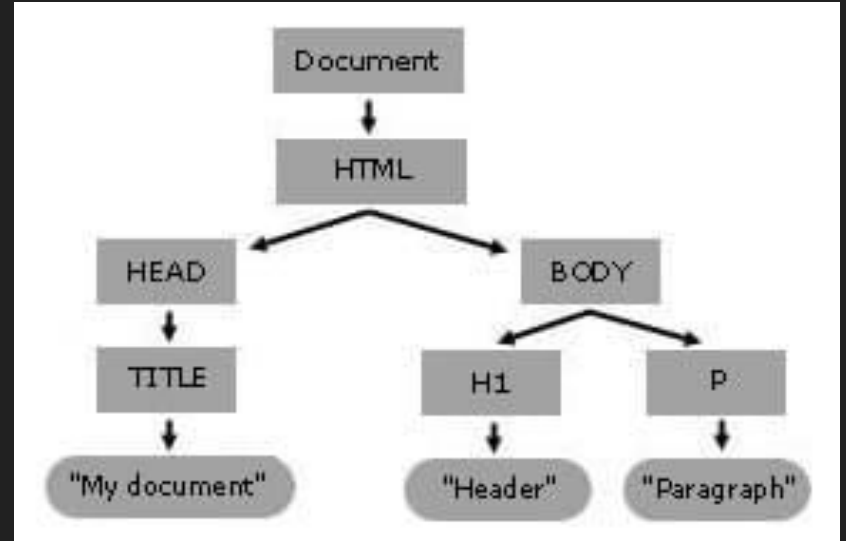 Document
HTML
HEAD
BODY
TITLE
H1
P
"My document"
"Header"
"Paragraph"